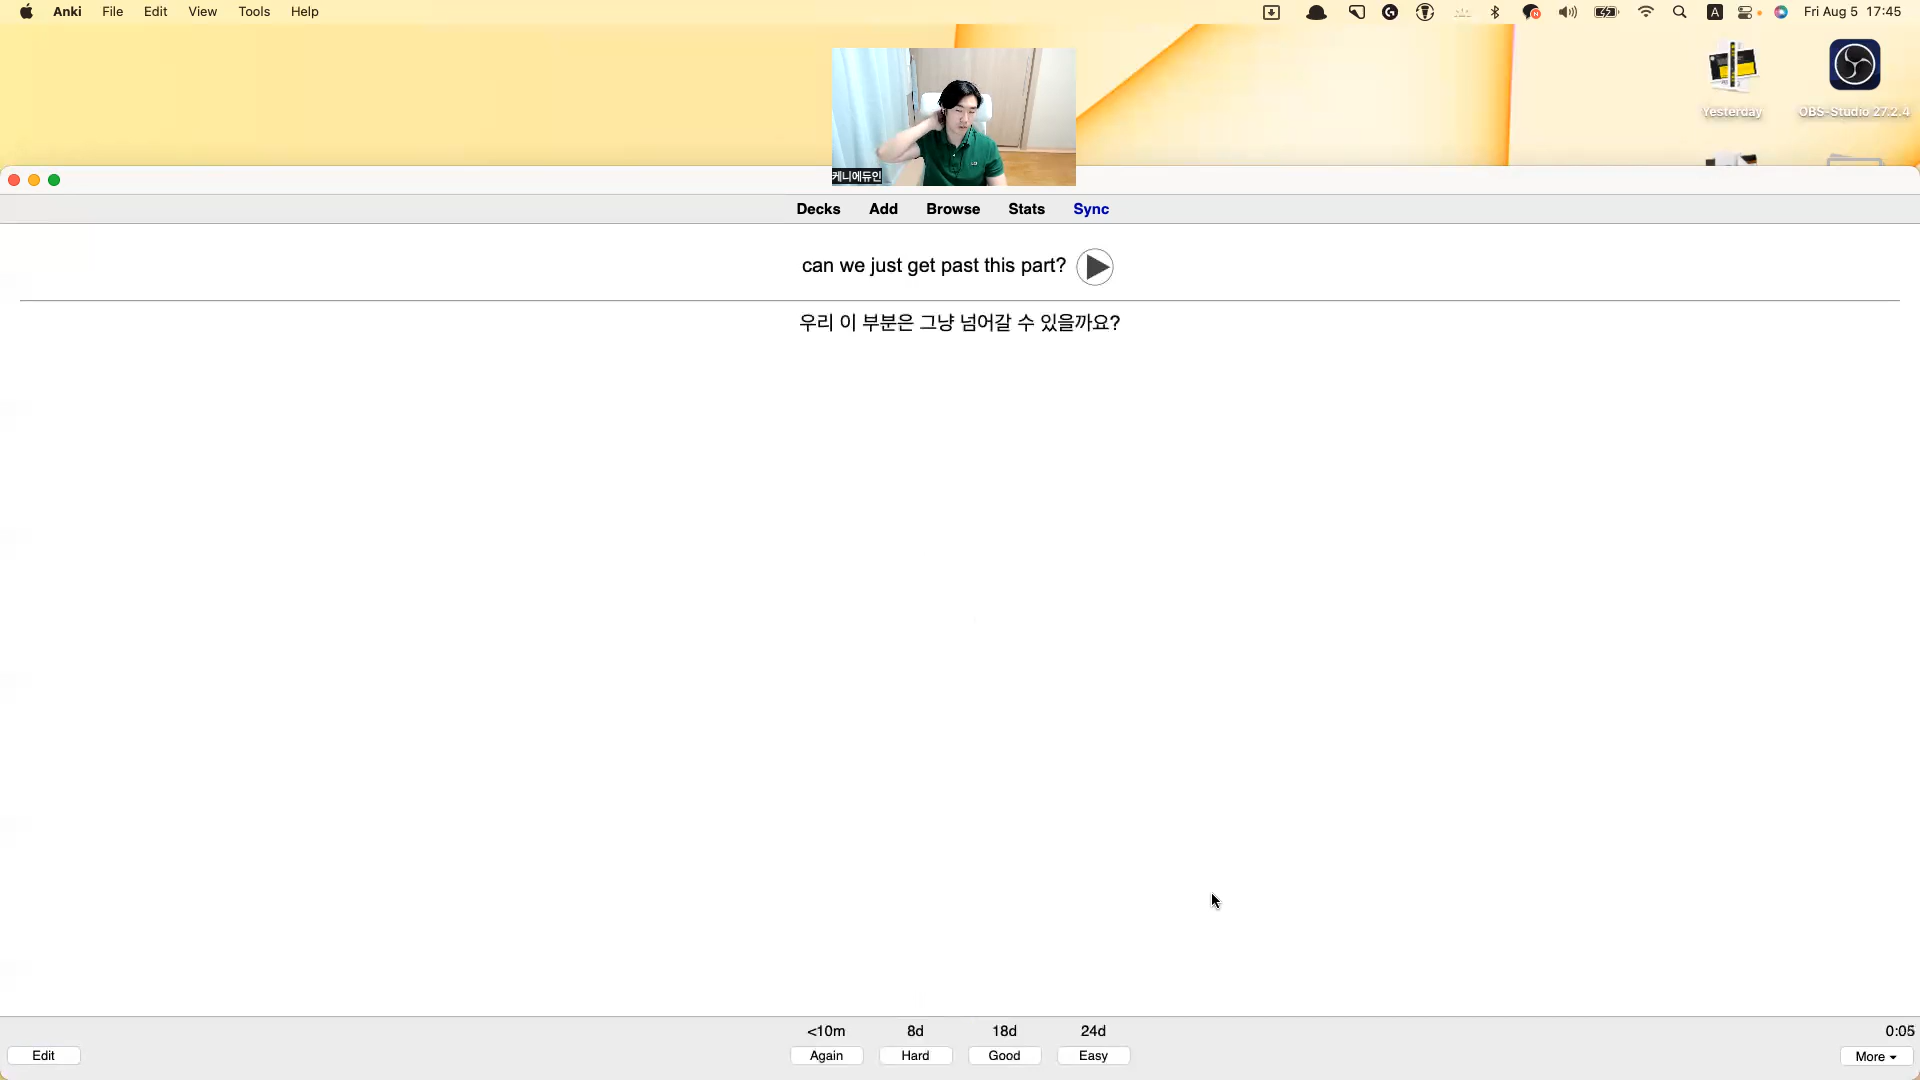 Anki File Edit View Tools Help A Fri Aug 5 17:45
Yesterday OBS-Studio 27.2.4
케니에듀인
Decks Add Browse Stats Sync
can we just get past this part?
우리 이 부분은 그냥 넘어갈 수 있을까요?
<10m 8d 18d 24d 0:05
Edit Again Hard Good Easy More